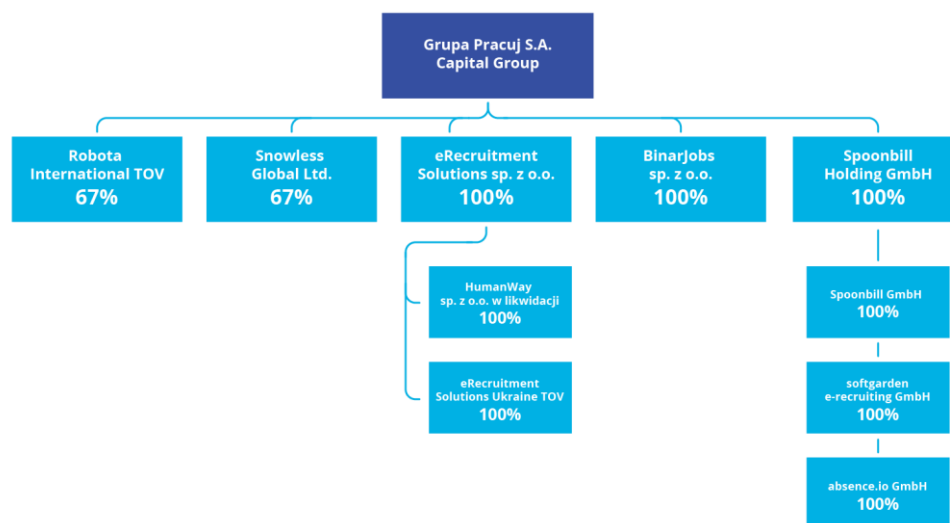 Grupa Pracuj S.A.
Capital Group
Robota
International TOV
67%
Snowless
Global Ltd.
67%
eRecruitment
Solutions sp. z o.o.
100%
BinarJobs
sp. z o.o.
100%
Spoonbill
Holding GmbH
100%
HumanWay
sp. z o.o. w likwidacji
100%
eRecruitment
Solutions Ukraine TOV
100%
Spoonbill GmbH
100%
softgarden
e-recruiting GmbH
100%
absence.io GmbH
100%